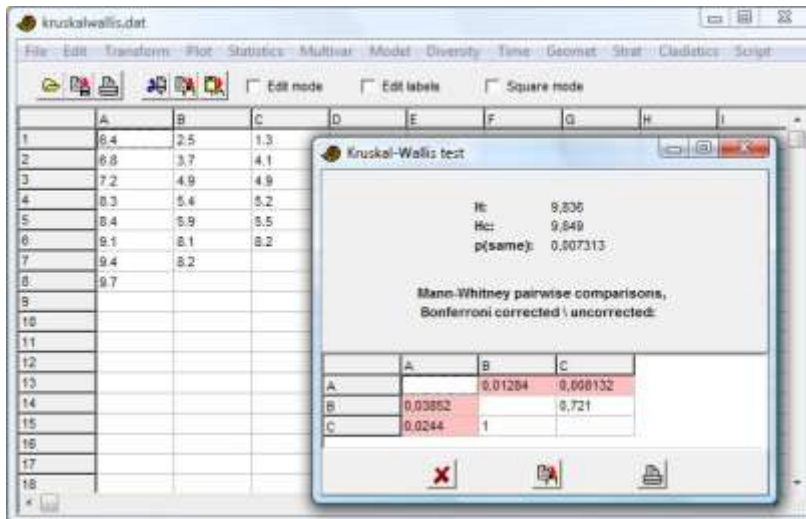 kruskalwallis.dat
File Edit Transform Plot Statistics Multivar Model Diversity Time Geomet Strat Cladistics Script
Edit mode Edit labels Square mode
A B C D E F G H I
1 6.4 2.5 1.3
2 6.8 3.7 4.1
3 7.2 4.9 4.9
4 8.3 5.4 5.2
5 8.4 5.9 5.5
6 9.1 8.1 8.2
7 9.4 8.2
8 9.7
9
10
11
12
13
14
15
16
17
18
Kruskal-Wallis test
H: 9,836
Hc: 9,849
p(same): 0,007313
Mann-Whitney pairwise comparisons,
Bonferroni corrected \ uncorrected:
A B C
A 0,01284 0,008132
B 0,03852 0,721
C 0,0244 1